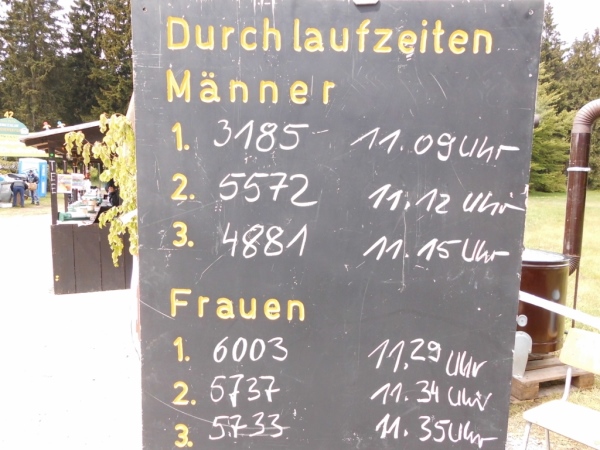 Durchlaufzeiten
Männer
1. 3185 11.09 Uhr
2. 5572 11.12 Uhr
3. 4881 11.15 Uhr
Frauen
1. 6003 11,29 Uhr
2. 5737 11.34 Uhr
3. 5733 11.35 Uhr